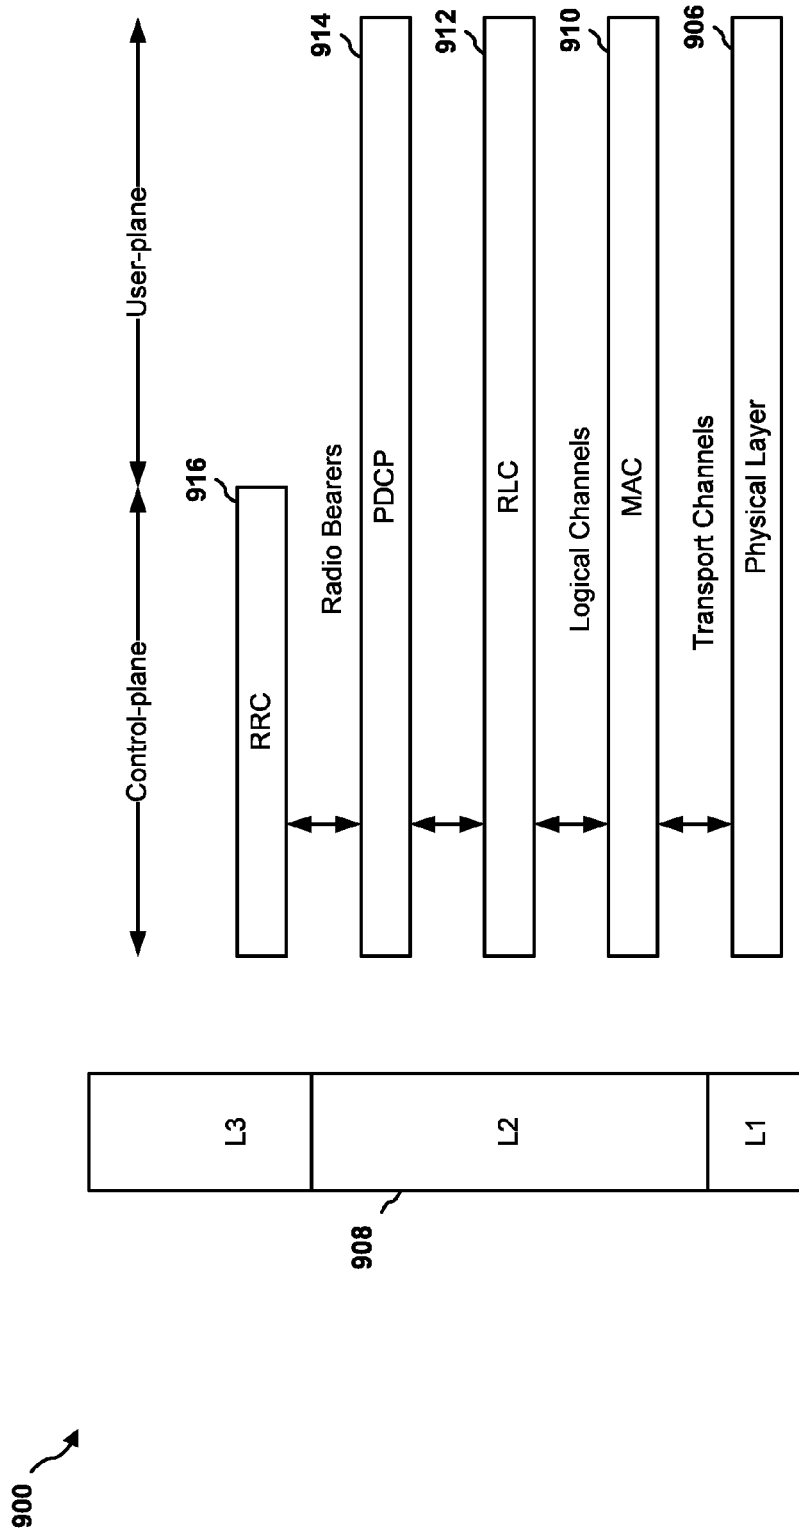 900
Control-plane
User-plane
L3
RRC
916
Radio Bearers
908
PDCP
914
L2
RLC
912
Logical Channels
MAC
910
Transport Channels
L1
Physical Layer
906